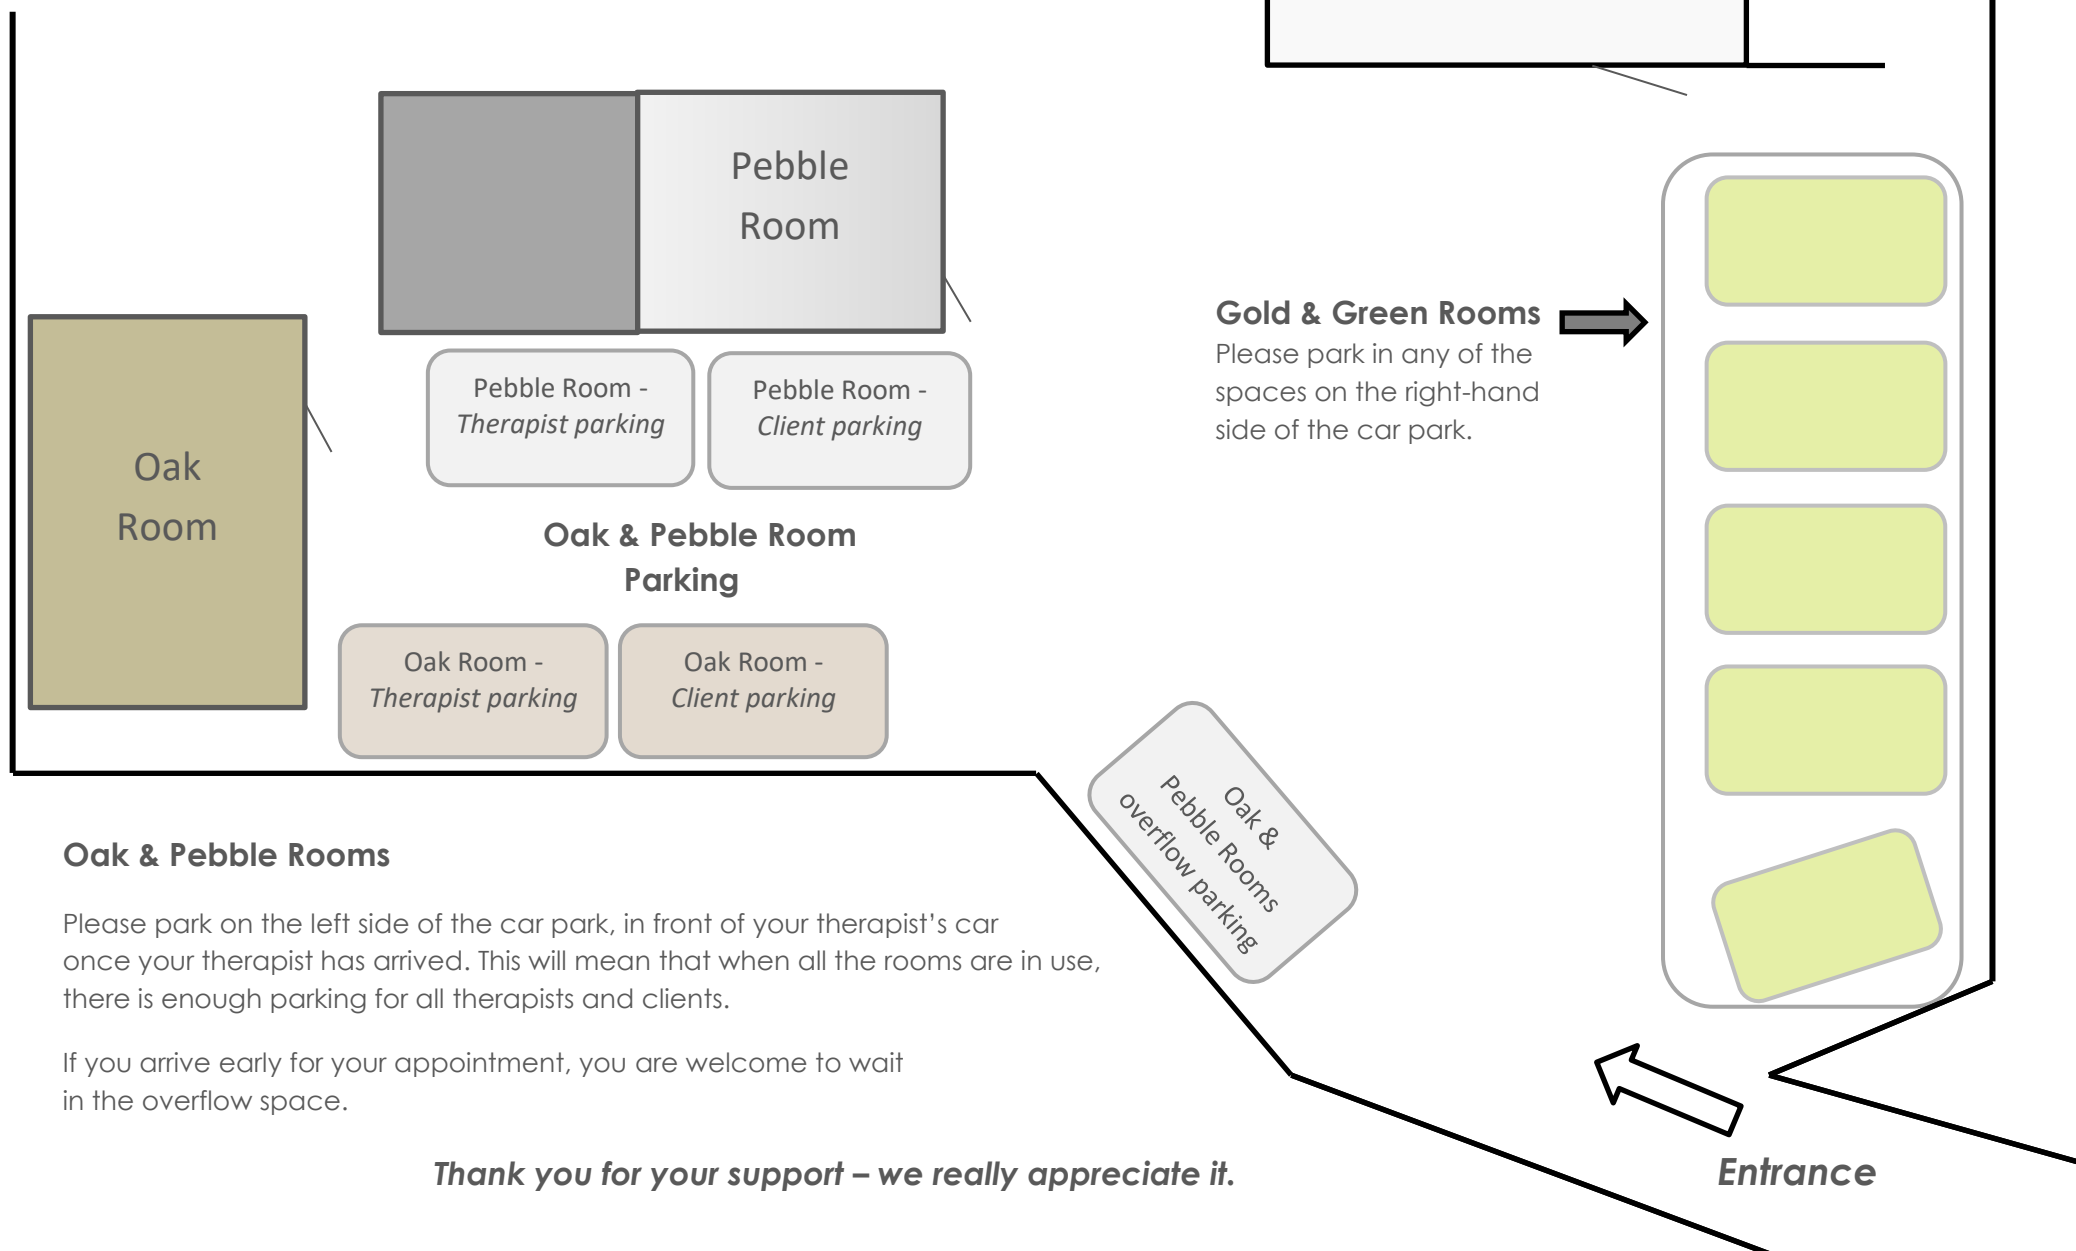 Pebble
Room
Gold & Green Rooms
Please park in any of the
spaces on the right-hand
side of the car park.
Pebble Room -
Therapist parking
Pebble Room -
Client parking
Oak
Room
Oak & Pebble Room
Parking
Oak Room -
Therapist parking
Oak Room -
Client parking
Oak &
Pebble Rooms
overflow parking
Oak & Pebble Rooms
Please park on the left side of the car park, in front of your therapist’s car
once your therapist has arrived. This will mean that when all the rooms are in use,
there is enough parking for all therapists and clients.
If you arrive early for your appointment, you are welcome to wait
in the overflow space.
Thank you for your support – we really appreciate it.
Entrance